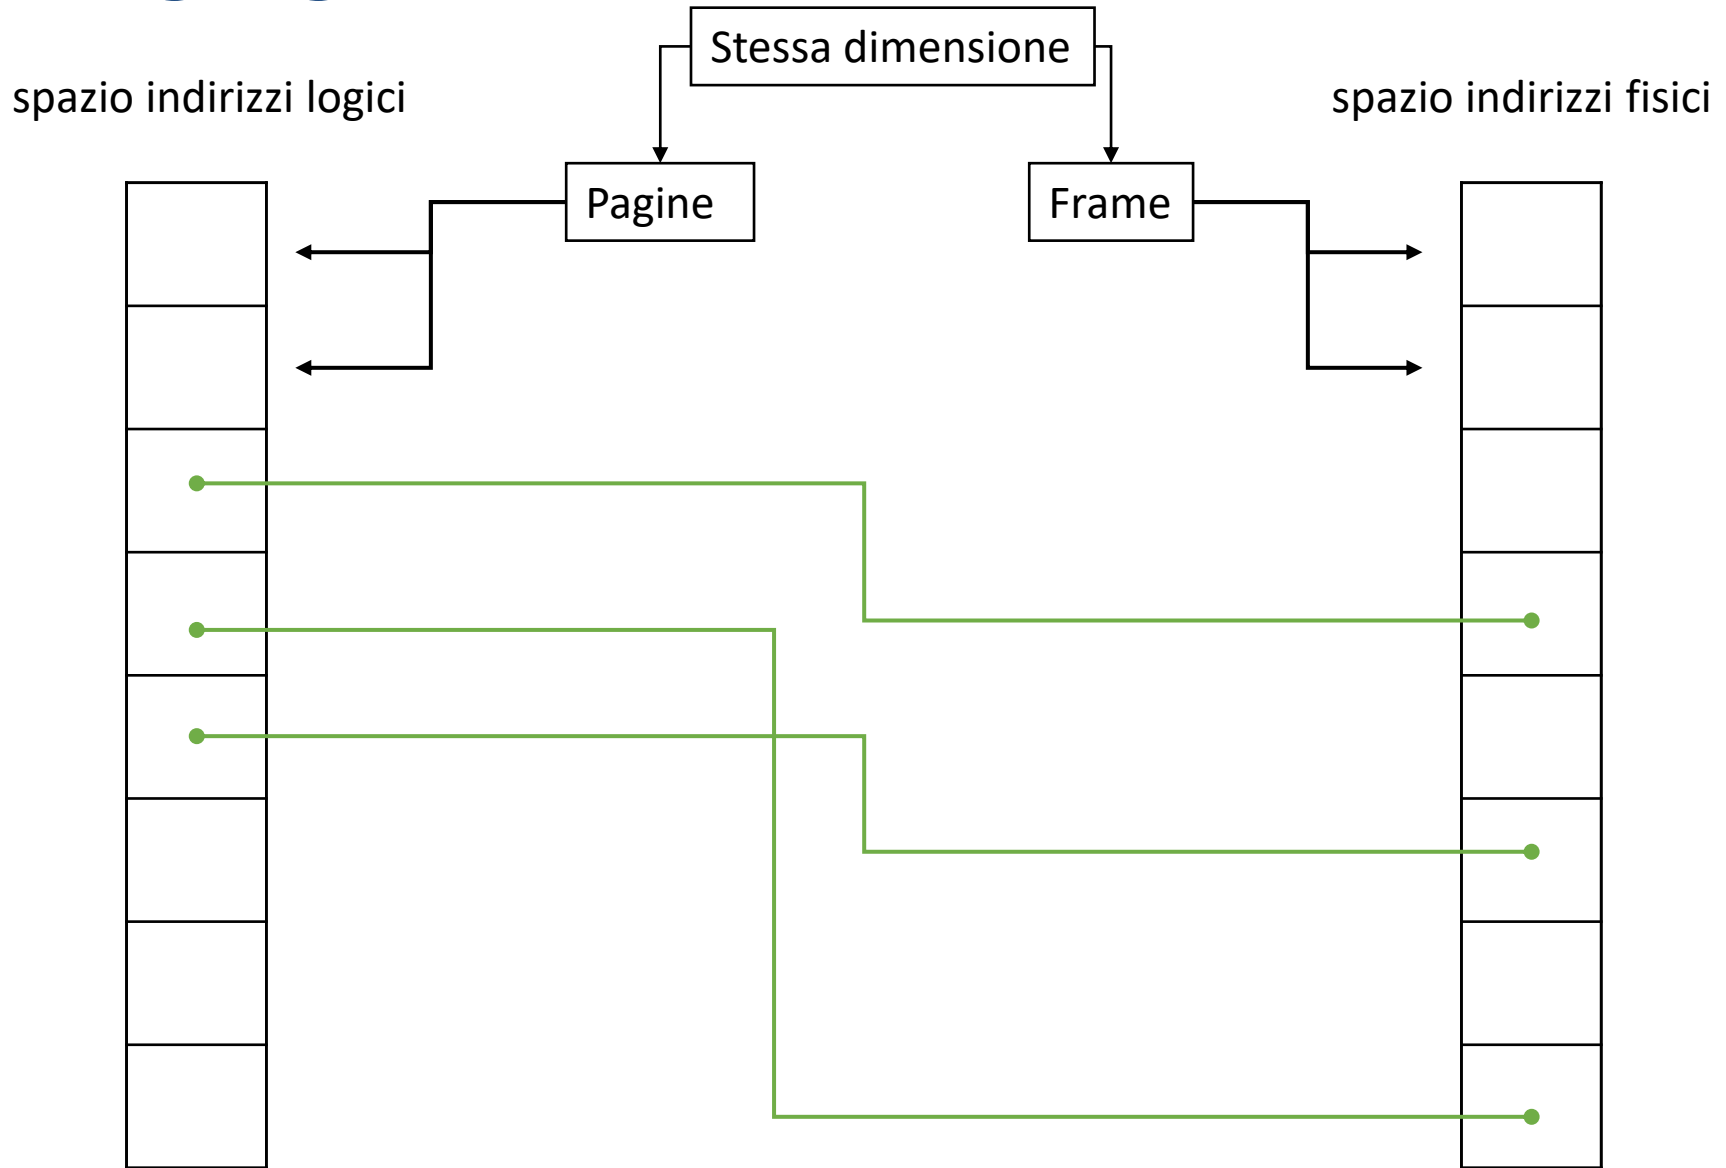 Stessa dimensione
spazio indirizzi logici
spazio indirizzi fisici
Pagine
Frame